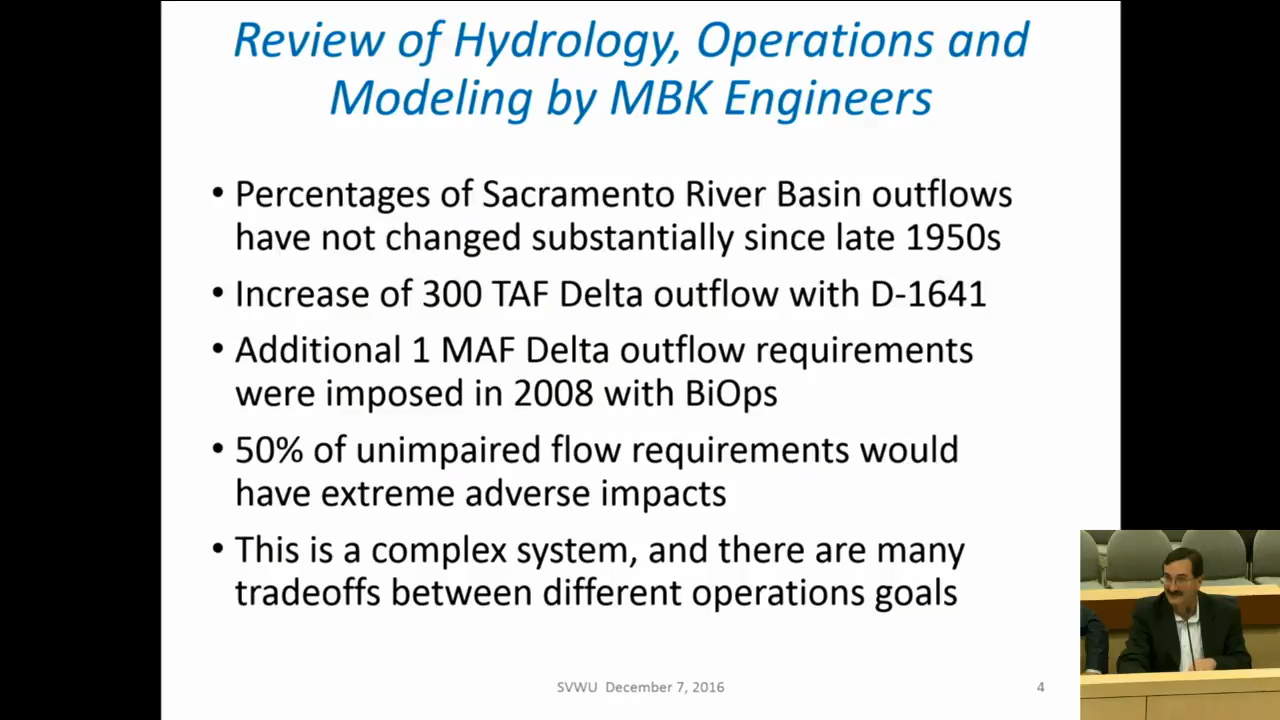 Review of Hydrology, Operations and
Modeling by MBK Engineers
• Percentages of Sacramento River Basin outflows
have not changed substantially since late 1950s
• Increase of 300 TAF Delta outflow with D-1641
• Additional 1 MAF Delta outflow requirements
were imposed in 2008 with BiOps
• 50% of unimpaired flow requirements would
have extreme adverse impacts
• This is a complex system, and there are many
tradeoffs between different operations goals
SVWU December 7, 2016
4